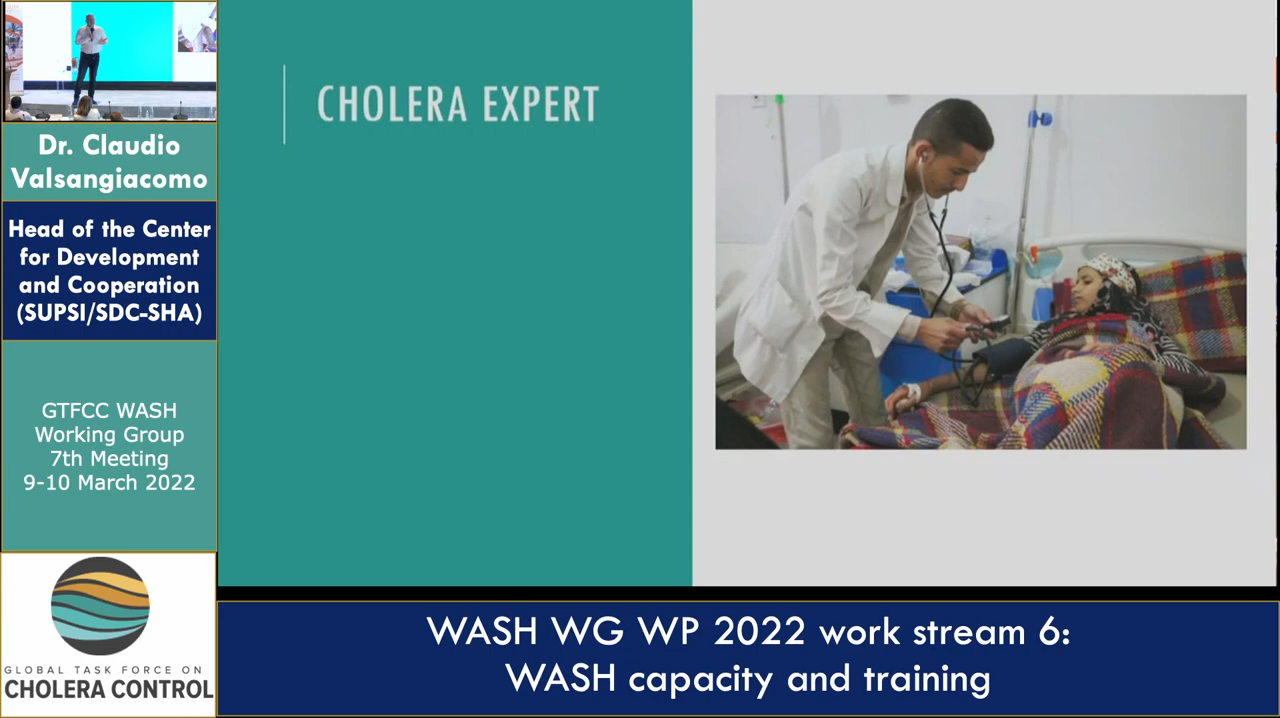 Dr. Claudio
Valsangiacomo
Head of the Center
for Development
and Cooperation
(SUPSI/SDC-SHA)
GTFCC WASH
Working Group
7th Meeting
9-10 March 2022
GLOBAL TASK FORCE ON
CHOLERA CONTROL
CHOLERA EXPERT
WASH WG WP 2022 work stream 6:
WASH capacity and training